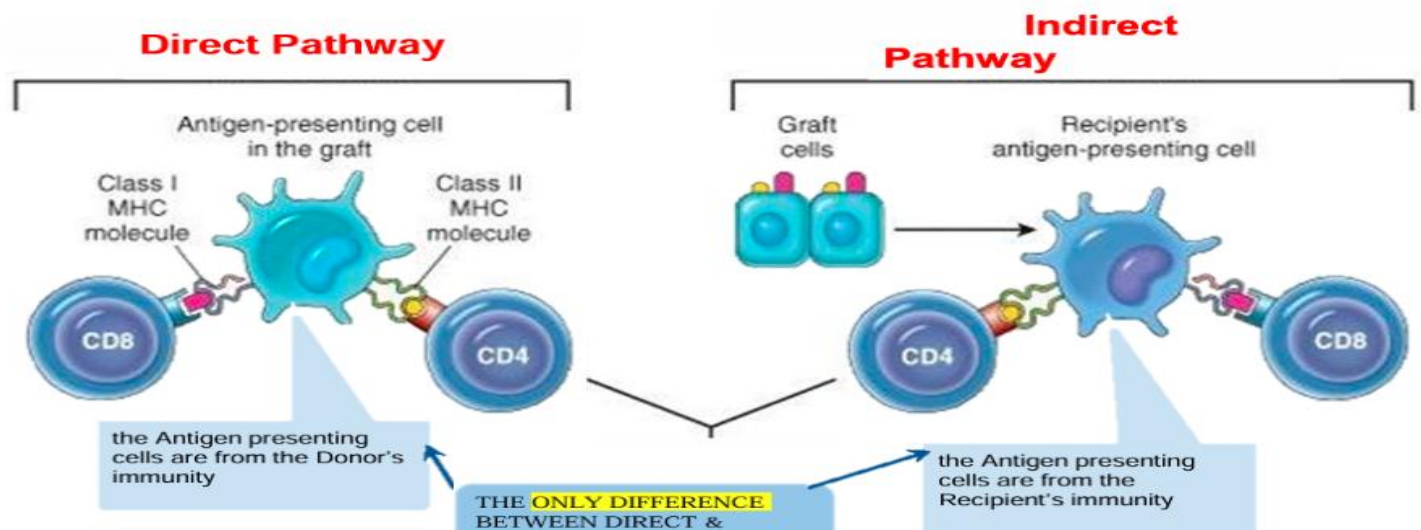 Direct Pathway
Antigen-presenting cell
in the graft
Class I
MHC
molecule
Class II
MHC
molecule
CD8
CD4
the Antigen presenting
cells are from the Donor's
immunity
Indirect
Pathway
Graft
cells
Recipient's
antigen-presenting cell
CD4
CD8
the Antigen presenting
cells are from the
Recipient's immunity
THE ONLY DIFFERENCE
BETWEEN DIRECT &